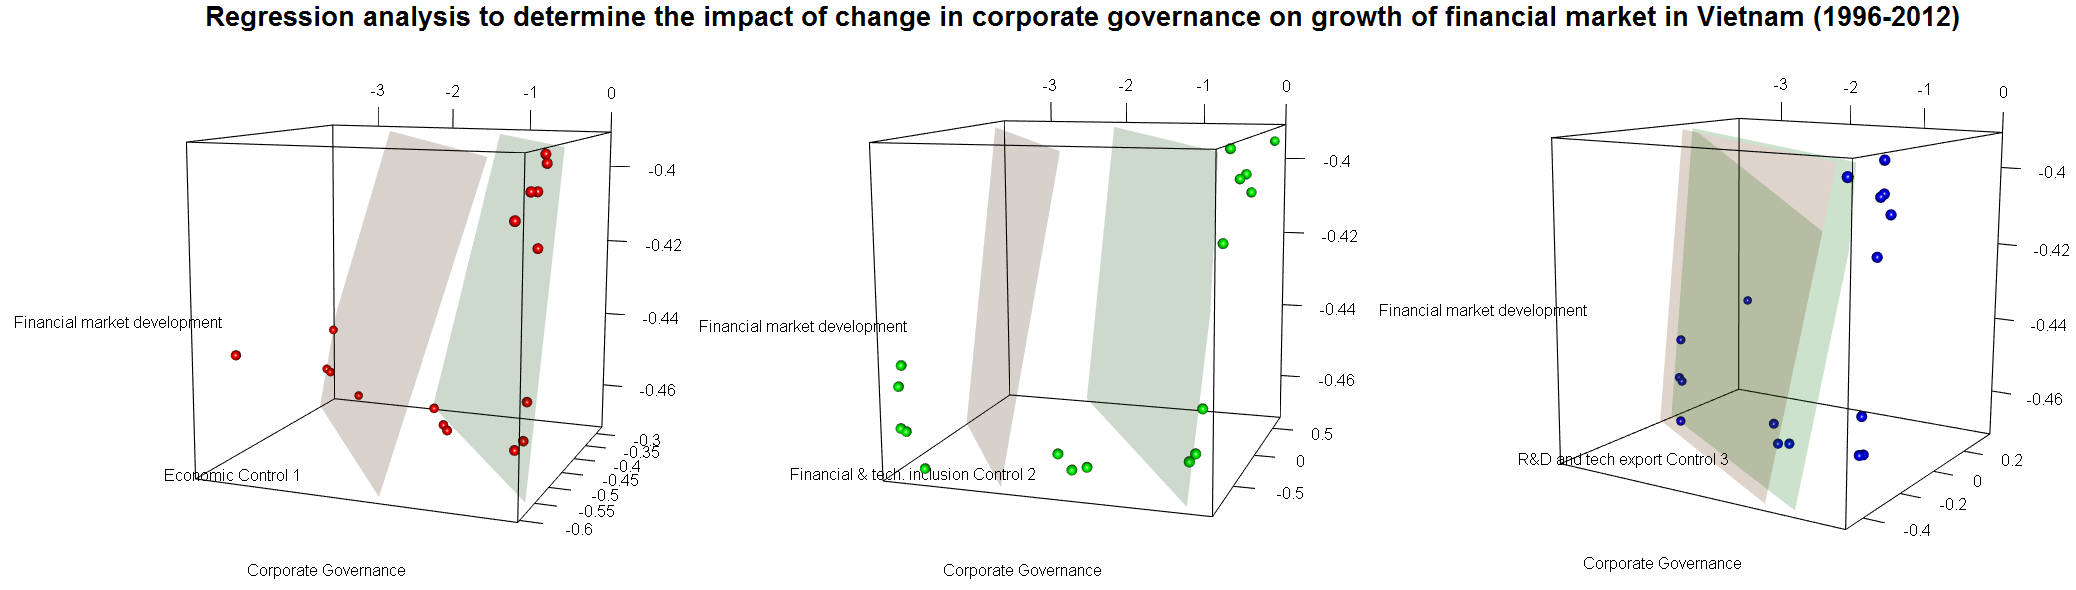 Regression analysis to determine the impact of change in corporate governance on growth of financial market in Vietnam (1996-2012)
-3 -2 -1 0
-0.4
-0.42
-0.44
-0.46
Financial market development
-0.3
-0.35
-0.4
-0.45
-0.5
-0.55
-0.6
Economic Control 1
Corporate Governance
-3 -2 -1 0
-0.4
-0.42
-0.44
-0.46
Financial market development
0.5
0
-0.5
Financial & tech. inclusion Control 2
Corporate Governance
-3 -2 -1 0
-0.4
-0.42
-0.44
-0.46
Financial market development
0.2
0
-0.2
-0.4
R&D and tech export Control 3
Corporate Governance